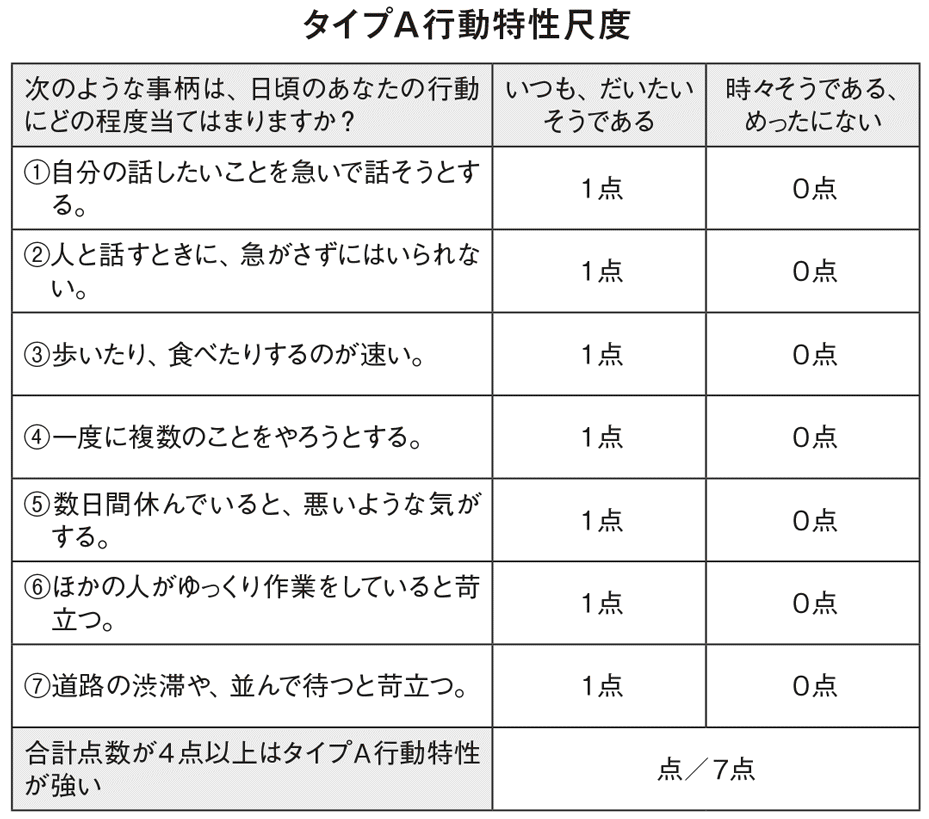 タイプA行動特性尺度
次のような事柄は、日頃のあなたの行動
にどの程度当てはまりますか？
いつも、だいたい
そうである
時々そうである、
めったにない
①自分の話したいことを急いで話そうとす
る。
1点
0点
②人と話すときに、急がさずにはいられな
い。
1点
0点
③歩いたり、食べたりするのが速い。
1点
0点
④一度に複数のことをやろうとする。
1点
0点
⑤数日間休んでいると、悪いような気が
する。
1点
0点
⑥ほかの人がゆっくり作業をしていると苛
立つ。
1点
0点
⑦道路の渋滞や、並んで待つと苛立つ。
1点
0点
合計点数が4点以上はタイプA行動特性
が強い
点／7点